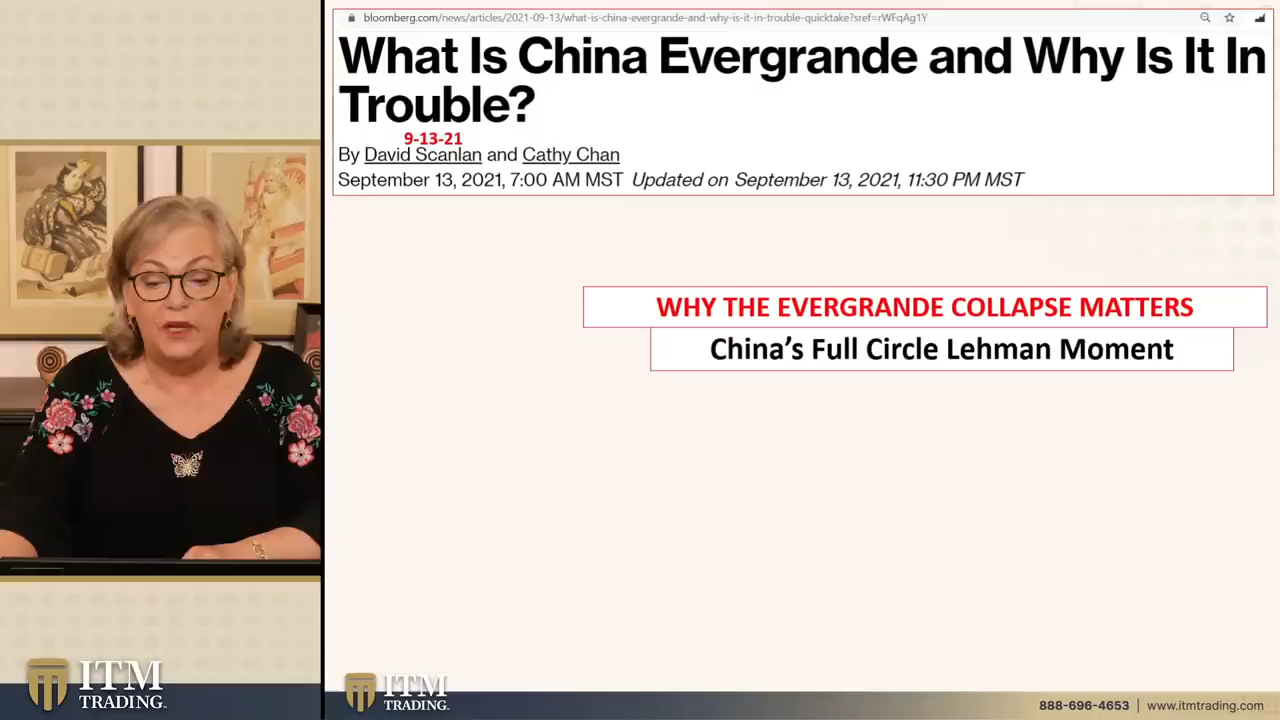 bloomberg.com/news/articles/2021-09-13/what-is-china-evergrande-and-why-is-it-in-trouble-quicktake?sref=rWFqAg1Y
What Is China Evergrande and Why Is It In
Trouble?
9-13-21
By David Scanlan and Cathy Chan
September 13, 2021, 7:00 AM MST Updated on September 13, 2021, 11:30 PM MST
WHY THE EVERGRANDE COLLAPSE MATTERS
China's Full Circle Lehman Moment
ITM
TRADING™
ITM
TRADING™
888-696-4653 | www.itmtrading.com